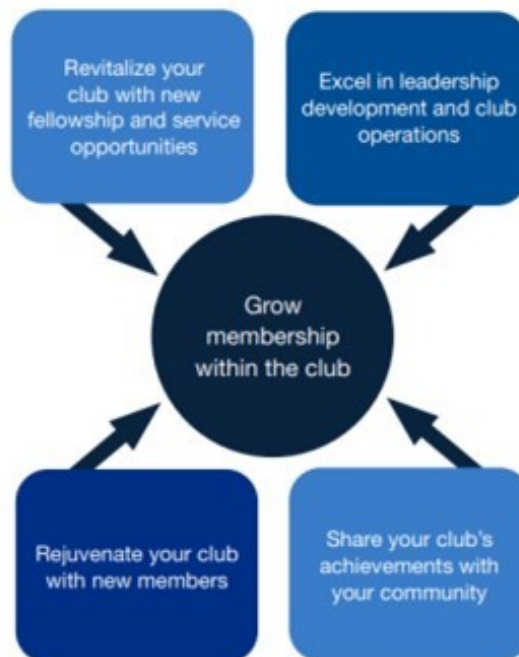 Revitalize your
club with new
fellowship and service
opportunities
Excel in leadership
development and club
operations
Grow
membership
within the club
Rejuvenate your club
with new members
Share your club's
achievements with
your community